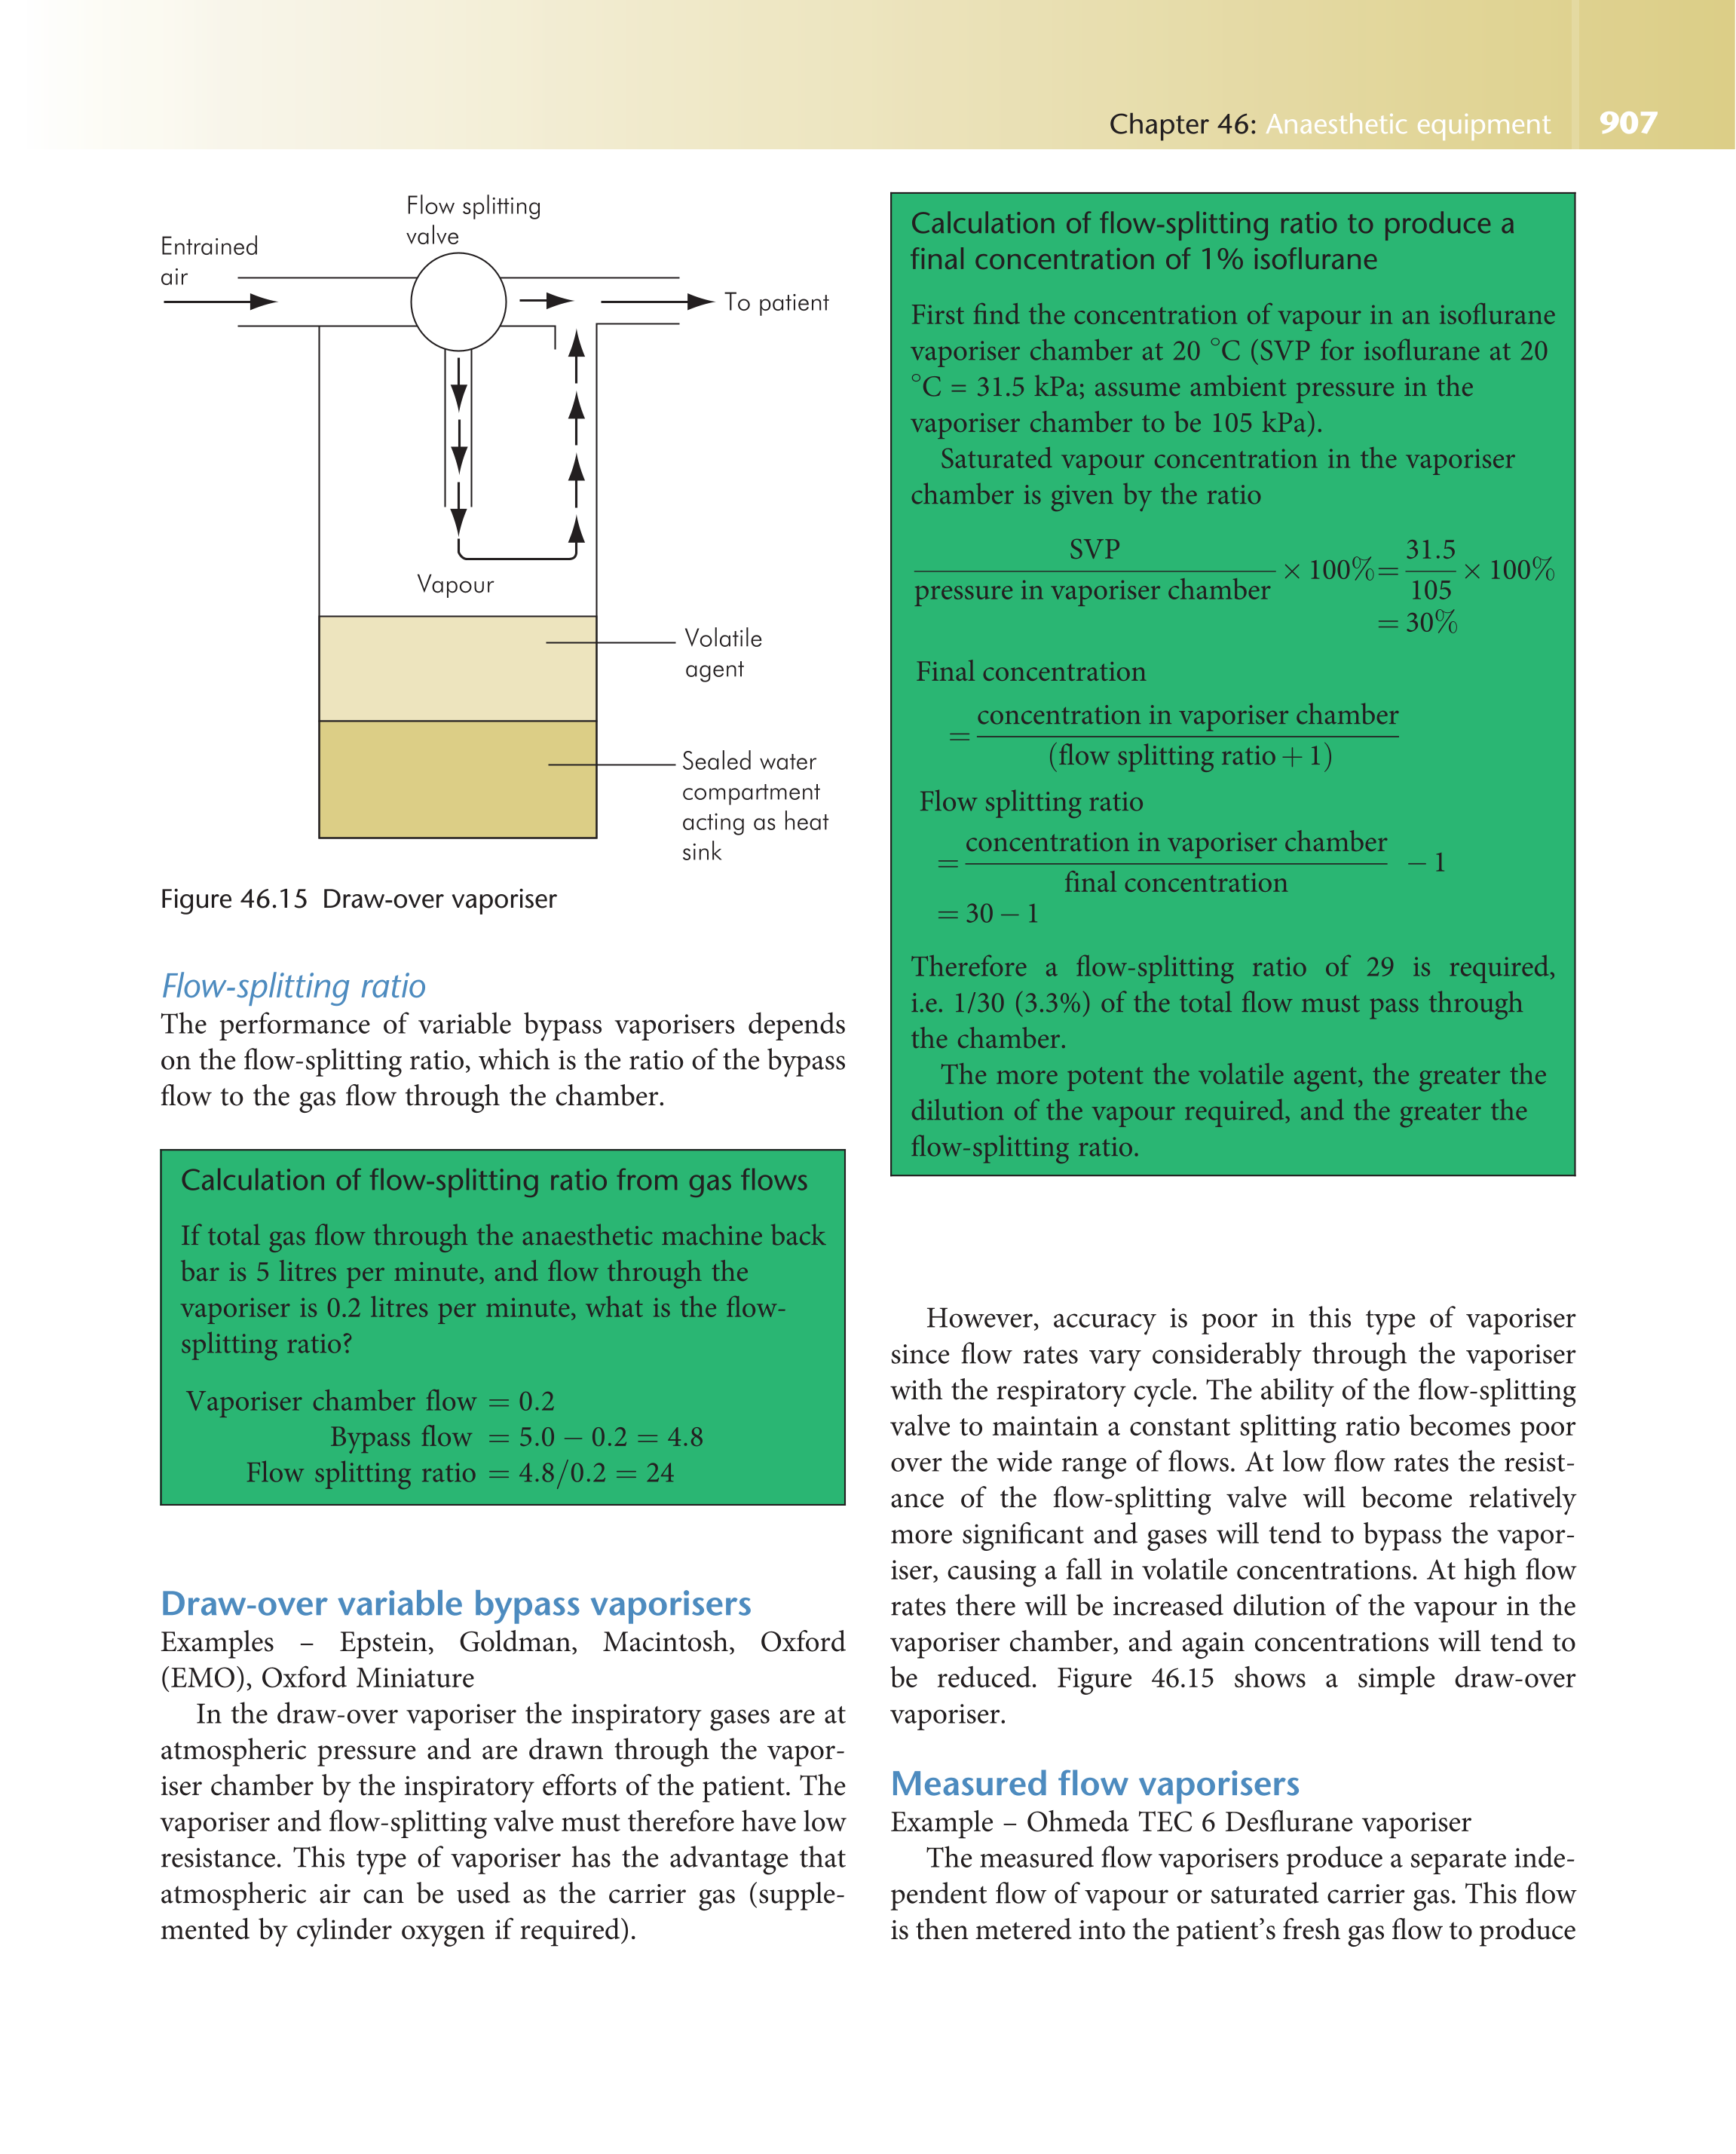 Chapter 46: Anaesthetic equipment 907
Flow splitting
valve
Entrained
air
To patient
Vapour
Volatile
agent
Sealed water
compartment
acting as heat
sink
Figure 46.15 Draw-over vaporiser
Flow-splitting ratio
The performance of variable bypass vaporisers depends
on the flow-splitting ratio, which is the ratio of the bypass
flow to the gas flow through the chamber.
Calculation of flow-splitting ratio from gas flows
If total gas flow through the anaesthetic machine back
bar is 5 litres per minute, and flow through the
vaporiser is 0.2 litres per minute, what is the flow-
splitting ratio?
Vaporiser chamber flow = 0.2
Bypass flow = 5.0 − 0.2 = 4.8
Flow splitting ratio = 4.8/0.2 = 24
Draw-over variable bypass vaporisers
Examples – Epstein, Goldman, Macintosh, Oxford
(EMO), Oxford Miniature
In the draw-over vaporiser the inspiratory gases are at
atmospheric pressure and are drawn through the vapor-
iser chamber by the inspiratory efforts of the patient. The
vaporiser and flow-splitting valve must therefore have low
resistance. This type of vaporiser has the advantage that
atmospheric air can be used as the carrier gas (supple-
mented by cylinder oxygen if required).
Calculation of flow-splitting ratio to produce a
final concentration of 1% isoflurane
First find the concentration of vapour in an isoflurane
vaporiser chamber at 20 °C (SVP for isoflurane at 20
°C = 31.5 kPa; assume ambient pressure in the
vaporiser chamber to be 105 kPa).
Saturated vapour concentration in the vaporiser
chamber is given by the ratio
SVP
pressure in vaporiser chamber × 100% = 31.5
105 × 100%
= 30%
Final concentration
= concentration in vaporiser chamber
(flow splitting ratio + 1)
Flow splitting ratio
= concentration in vaporiser chamber
final concentration − 1
= 30 − 1
Therefore a flow-splitting ratio of 29 is required,
i.e. 1/30 (3.3%) of the total flow must pass through
the chamber.
The more potent the volatile agent, the greater the
dilution of the vapour required, and the greater the
flow-splitting ratio.
However, accuracy is poor in this type of vaporiser
since flow rates vary considerably through the vaporiser
with the respiratory cycle. The ability of the flow-splitting
valve to maintain a constant splitting ratio becomes poor
over the wide range of flows. At low flow rates the resist-
ance of the flow-splitting valve will become relatively
more significant and gases will tend to bypass the vapor-
iser, causing a fall in volatile concentrations. At high flow
rates there will be increased dilution of the vapour in the
vaporiser chamber, and again concentrations will tend to
be reduced. Figure 46.15 shows a simple draw-over
vaporiser.
Measured flow vaporisers
Example – Ohmeda TEC 6 Desflurane vaporiser
The measured flow vaporisers produce a separate inde-
pendent flow of vapour or saturated carrier gas. This flow
is then metered into the patient's fresh gas flow to produce